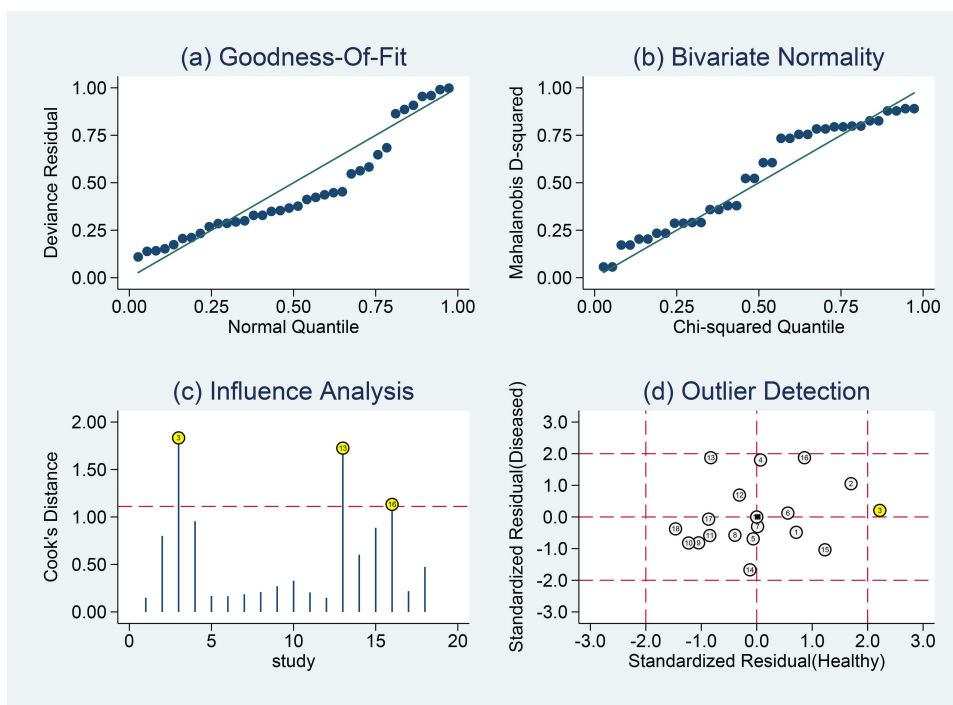 (a) Goodness-Of-Fit
Deviance Residual
1.00
0.75
0.50
0.25
0.00
0.00 0.25 0.50 0.75 1.00
Normal Quantile
(b) Bivariate Normality
Mahalanobis D-squared
1.00
0.75
0.50
0.25
0.00
0.00 0.25 0.50 0.75 1.00
Chi-squared Quantile
(c) Influence Analysis
Cook's Distance
2.00
1.50
1.00
0.50
0.00
3
13
16
0 5 10 15 20
study
(d) Outlier Detection
Standardized Residual(Diseased)
3.0
2.0
1.0
0.0
-1.0
-2.0
-3.0
13 4 16
2
12
3
6
17
7
18
1
11 8
5
10 9
15
14
-3.0 -2.0 -1.0 0.0 1.0 2.0 3.0
Standardized Residual(Healthy)